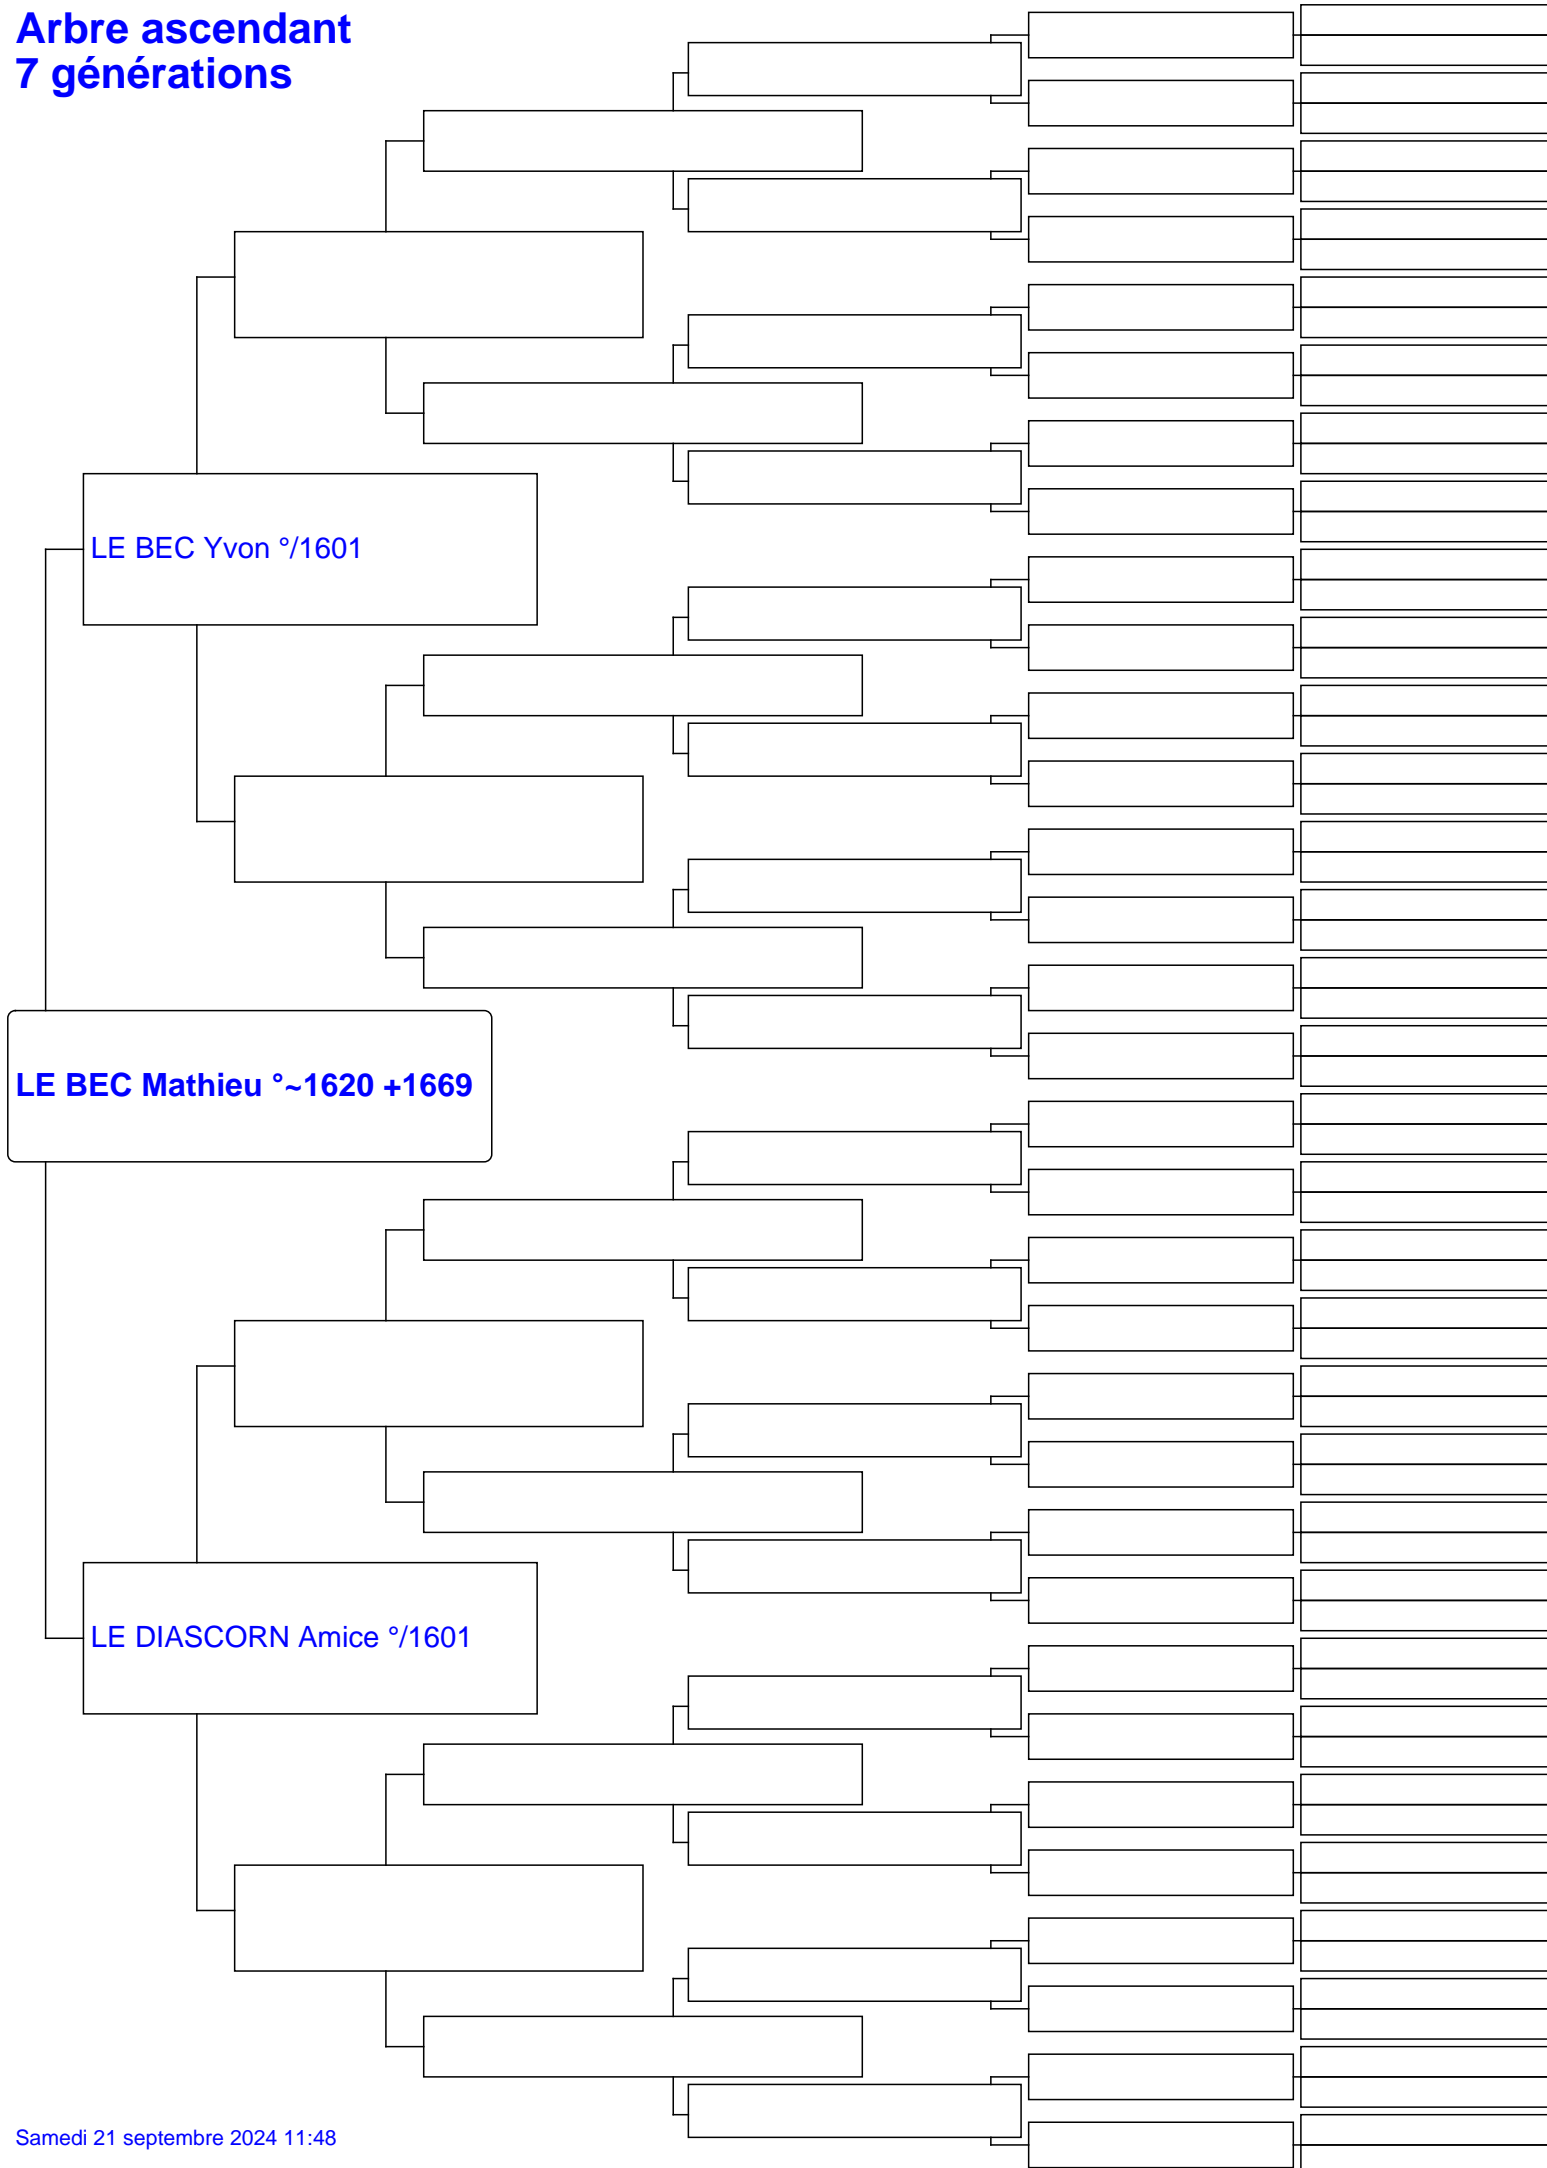 Arbre ascendant
7 générations
LE BEC Yvon °/1601
LE BEC Mathieu °~1620 +1669
LE DIASCORN Amice °/1601
Samedi 21 septembre 2024 11:48